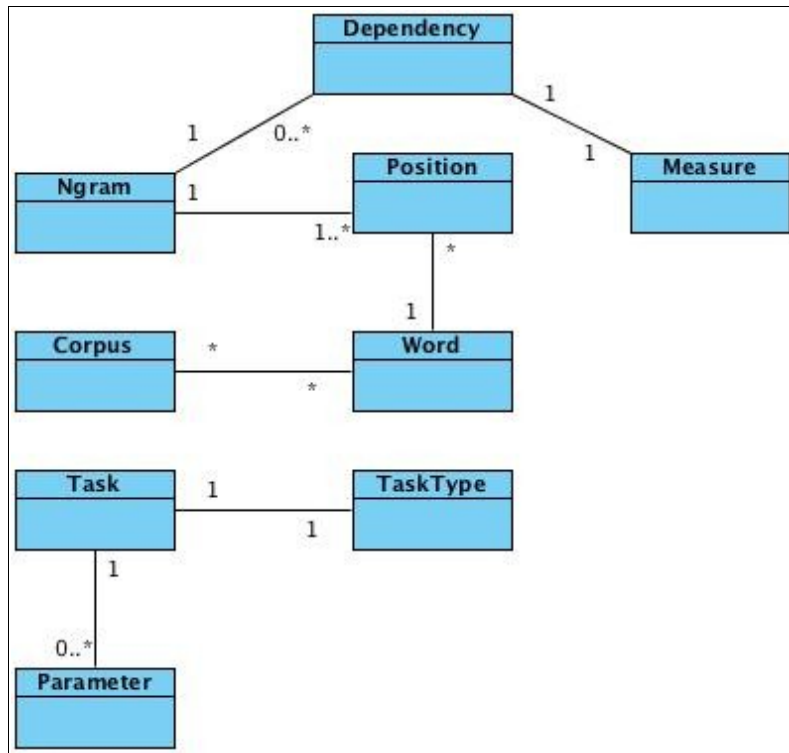 Dependency
1
1
0..*
1
Position
Measure
Ngram
1
1..*
*
1
Corpus
*
Word
*
Task
1
TaskType
1
1
0..*
Parameter